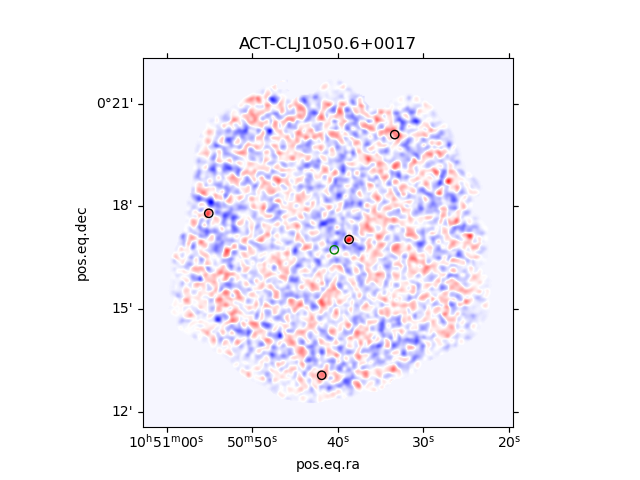 ACT-CLJ1050.6+0017
0°21'
18'
15'
12'
pos.eq.dec
10ʰ51ᵐ00ˢ 50ᵐ50ˢ 40ˢ 30ˢ 20ˢ
pos.eq.ra